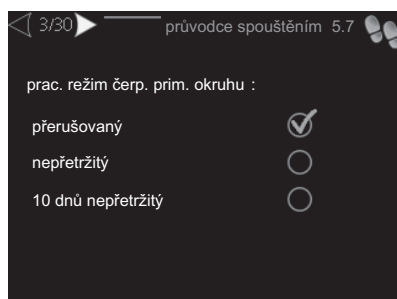 3/30 průvodce spouštěním 5.7
prac. režim čerp. prim. okruhu :
přerušovaný
nepřetržitý
10 dnů nepřetržitý